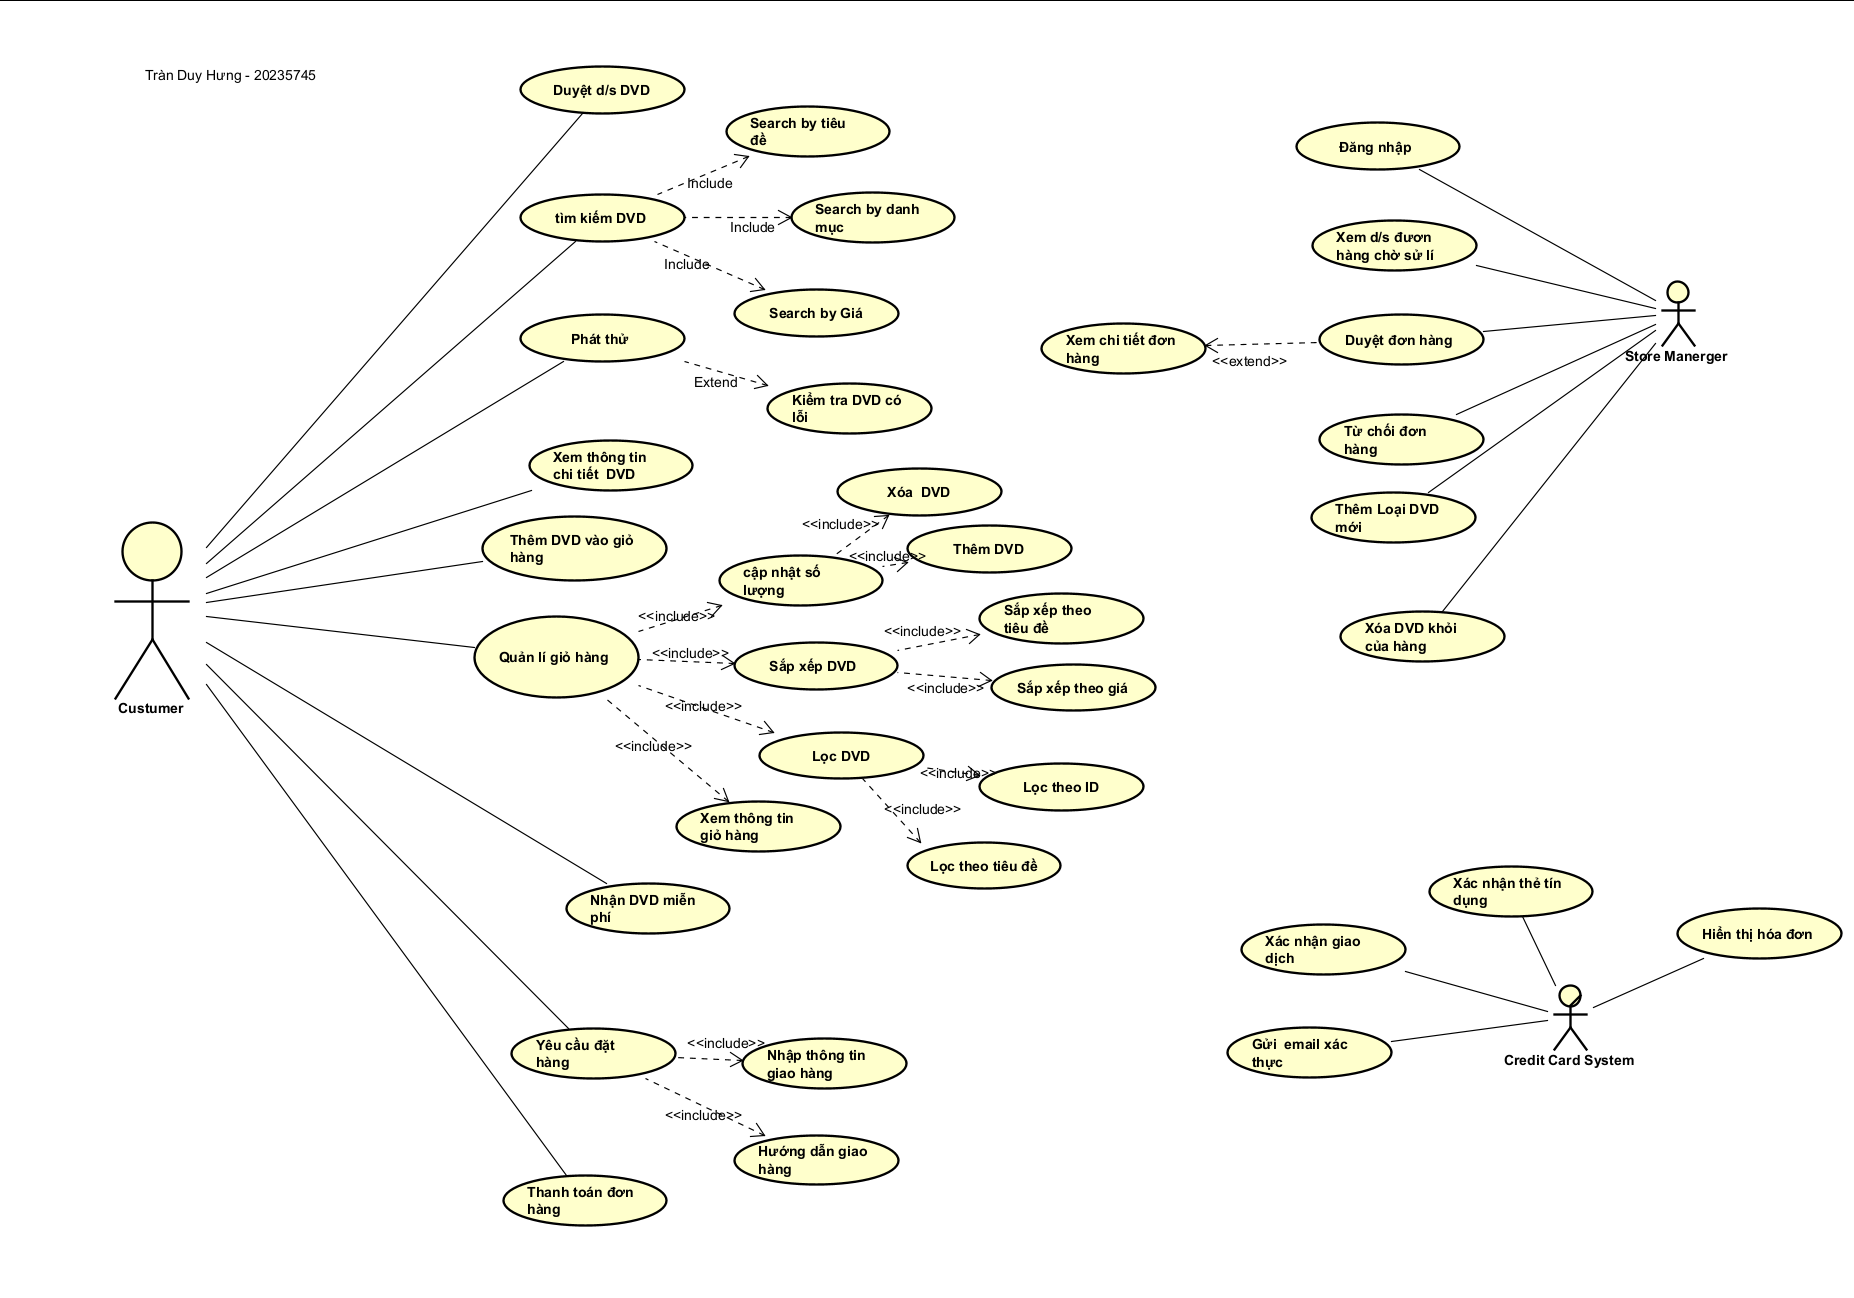 Tràn Duy Hưng - 20235745
Duyệt d/s DVD
Search by tiêu
đề
Include
tìm kiếm DVD
Search by danh
mục
Include
Include
Search by Giá
Phát thử
Extend
Kiểm tra DVD có
lỗi
Xem thông tin
chi tiết DVD
Thêm DVD vào giỏ
hàng
Xóa DVD
<<include>>
Thêm DVD
<<include>>
cập nhật số
lượng
<<include>>
Quản lí giỏ hàng
<<include>>
Sắp xếp DVD
Sắp xếp theo
tiêu đề
<<include>>
<<include>>
Sắp xếp theo giá
<<include>>
<<include>>
Lọc DVD
<<include>>
Lọc theo ID
<<include>>
Xem thông tin
giỏ hàng
Lọc theo tiêu đề
Custumer
Nhận DVD miễn
phí
Yêu cầu đặt
hàng
<<include>>
Nhập thông tin
giao hàng
<<include>>
Hướng dẫn giao
hàng
Thanh toán đơn
hàng
Đăng nhập
Xem d/s đươn
hàng chờ sử lí
Xem chi tiết đơn
hàng
<<extend>>
Duyệt đơn hàng
Store Manerger
Từ chối đơn
hàng
Thêm Loại DVD
mới
Xóa DVD khỏi
của hàng
Xác nhận thẻ tín
dụng
Xác nhận giao
dịch
Hiển thị hóa đơn
Gửi email xác
thực
Credit Card System